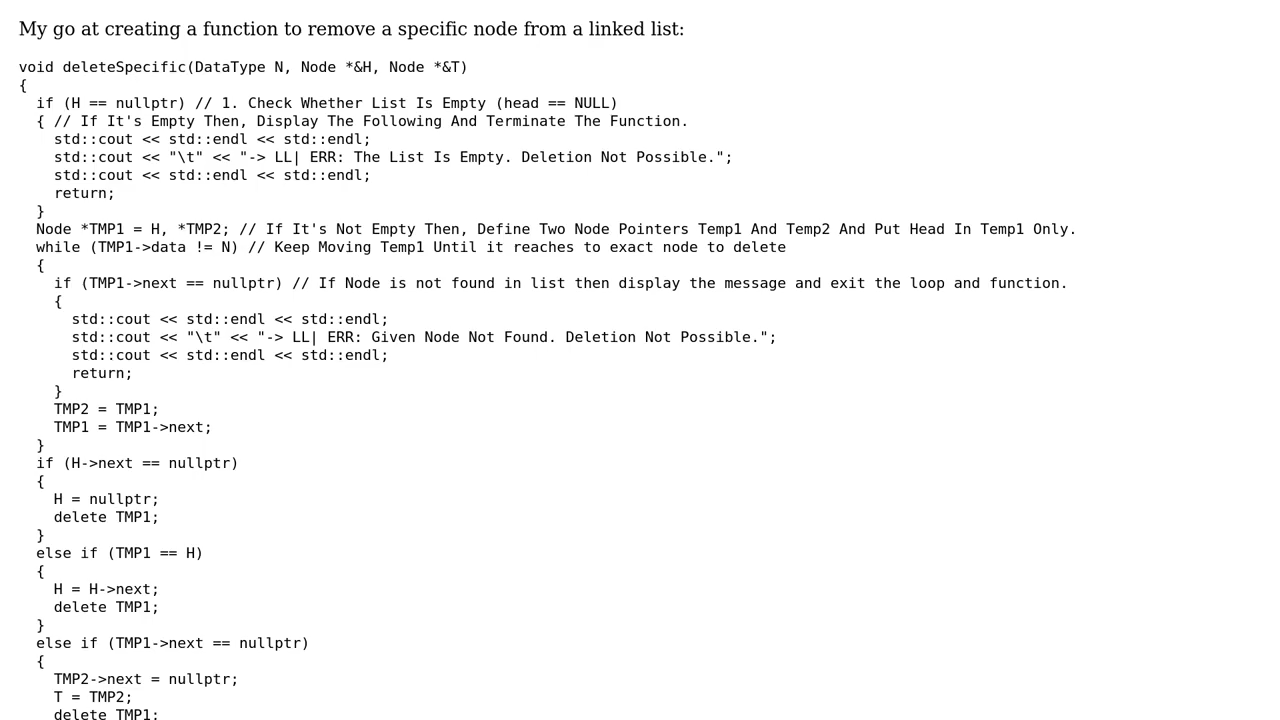 My go at creating a function to remove a specific node from a linked list:
void deleteSpecific(DataType N, Node *&H, Node *&T)
{
  if (H == nullptr) // 1. Check Whether List Is Empty (head == NULL)
  { // If It's Empty Then, Display The Following And Terminate The Function.
    std::cout << std::endl << std::endl;
    std::cout << "\t" << "-> LL| ERR: The List Is Empty. Deletion Not Possible.";
    std::cout << std::endl << std::endl;
    return;
  }
  Node *TMP1 = H, *TMP2; // If It's Not Empty Then, Define Two Node Pointers Temp1 And Temp2 And Put Head In Temp1 Only.
  while (TMP1->data != N) // Keep Moving Temp1 Until it reaches to exact node to delete
  {
    if (TMP1->next == nullptr) // If Node is not found in list then display the message and exit the loop and function.
    {
      std::cout << std::endl << std::endl;
      std::cout << "\t" << "-> LL| ERR: Given Node Not Found. Deletion Not Possible.";
      std::cout << std::endl << std::endl;
      return;
    }
    TMP2 = TMP1;
    TMP1 = TMP1->next;
  }
  if (H->next == nullptr)
  {
    H = nullptr;
    delete TMP1;
  }
  else if (TMP1 == H)
  {
    H = H->next;
    delete TMP1;
  }
  else if (TMP1->next == nullptr)
  {
    TMP2->next = nullptr;
    T = TMP2;
    delete TMP1;